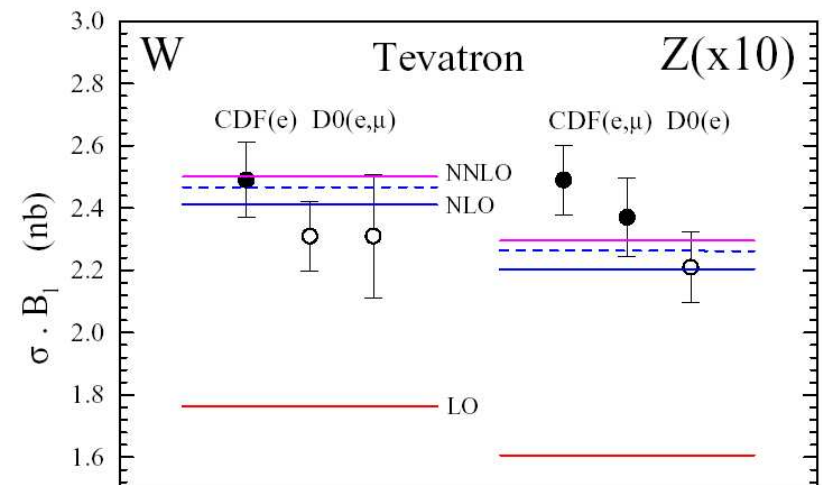 W Tevatron Z(x10)
CDF(e) D0(e,μ) CDF(e,μ) D0(e)
NNLO
NLO
LO
σ . B_l (nb)
3.0
2.8
2.6
2.4
2.2
2.0
1.8
1.6